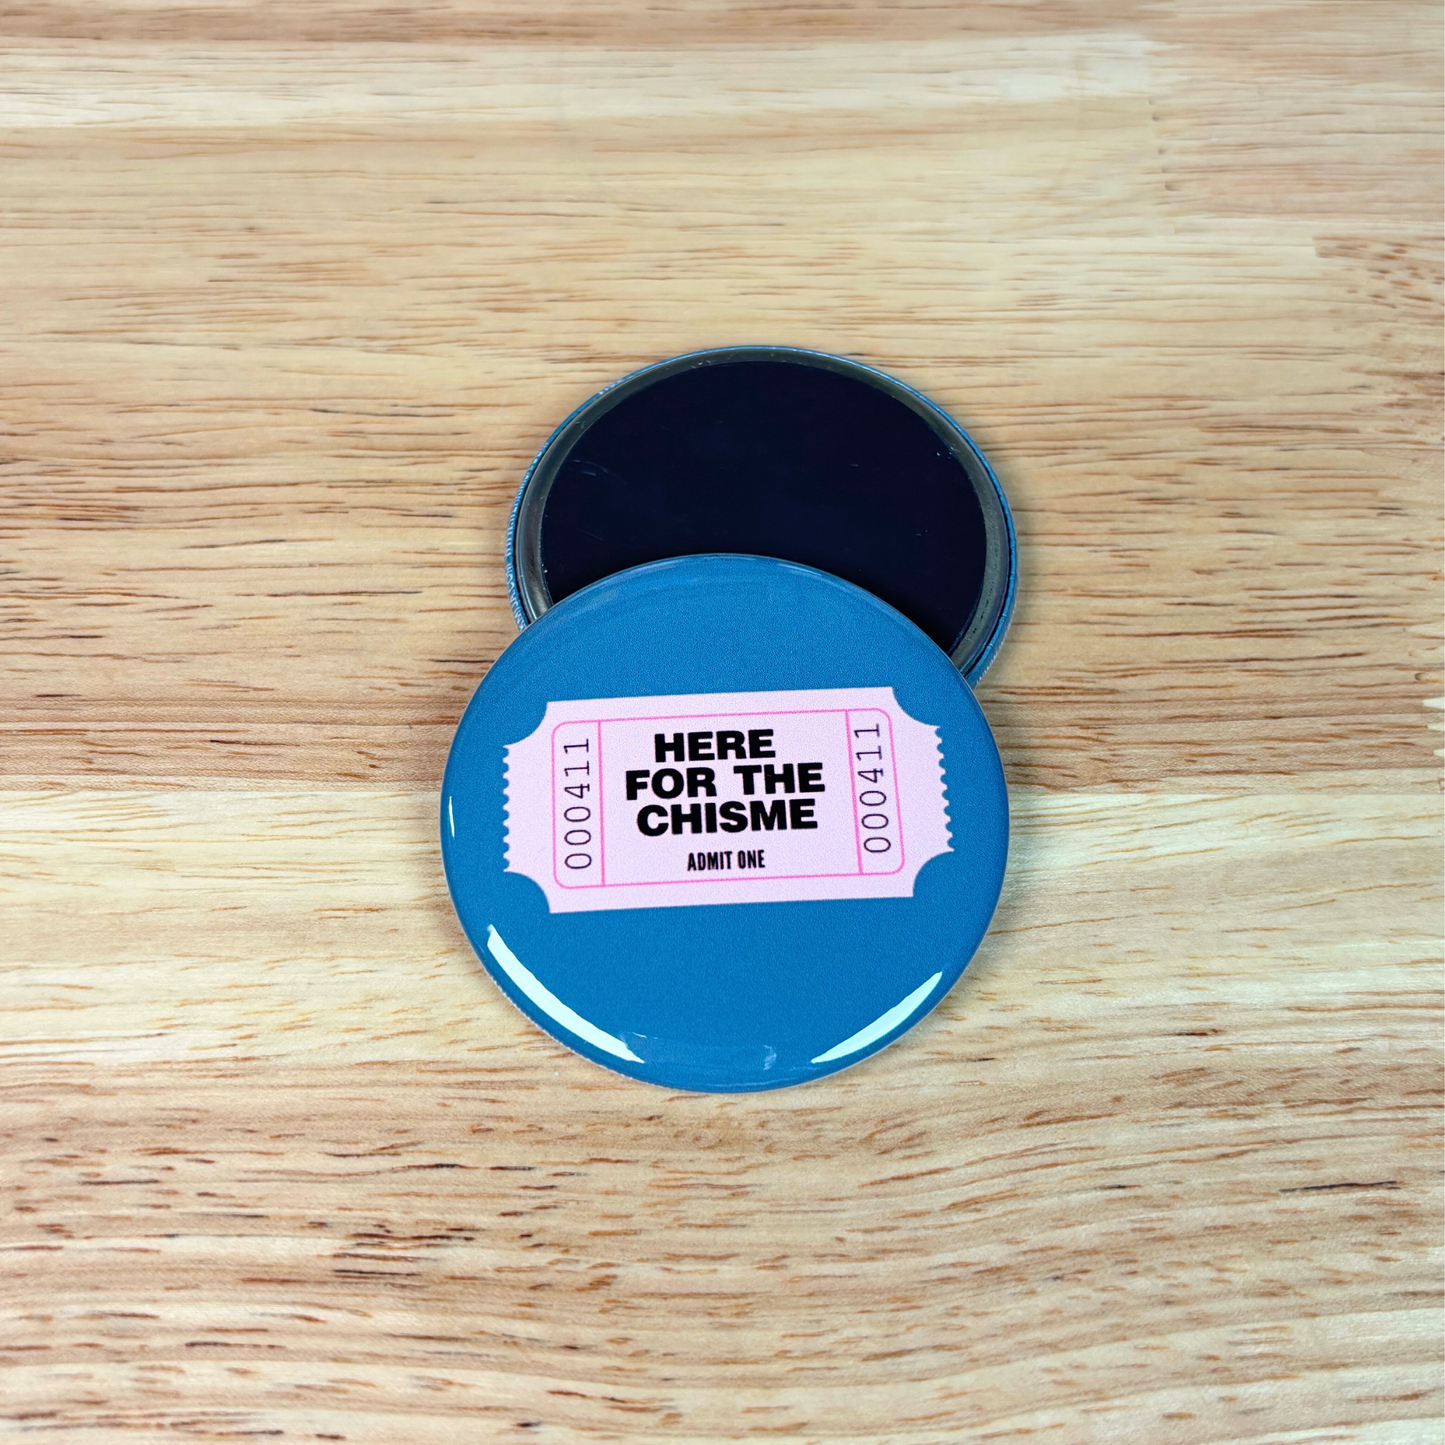 000411
HERE
FOR THE
CHISME
ADMIT ONE
000411